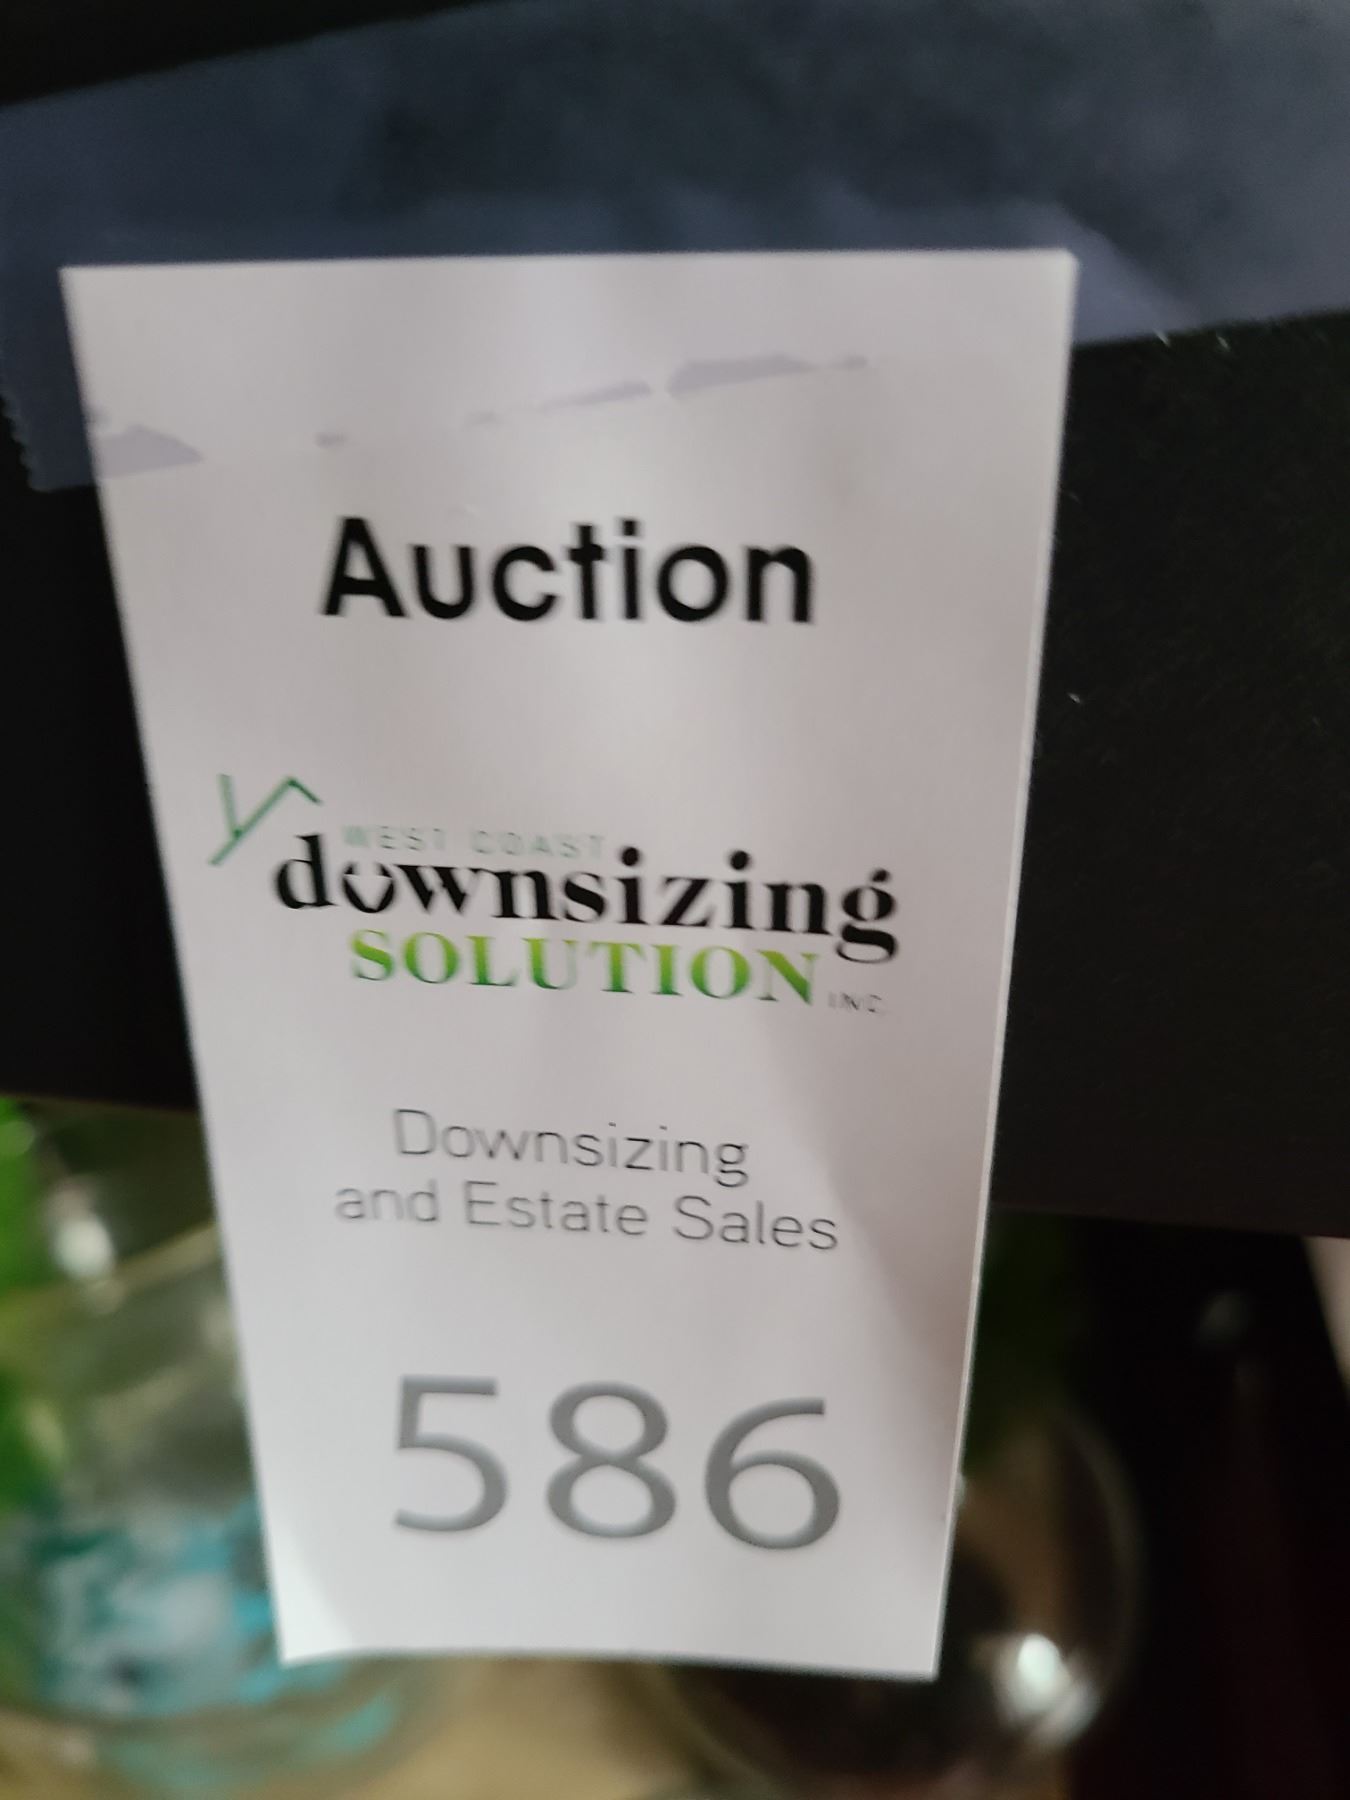 Auction
WEST COAST
downsizing
SOLUTION INC.
Downsizing
and Estate Sales
586